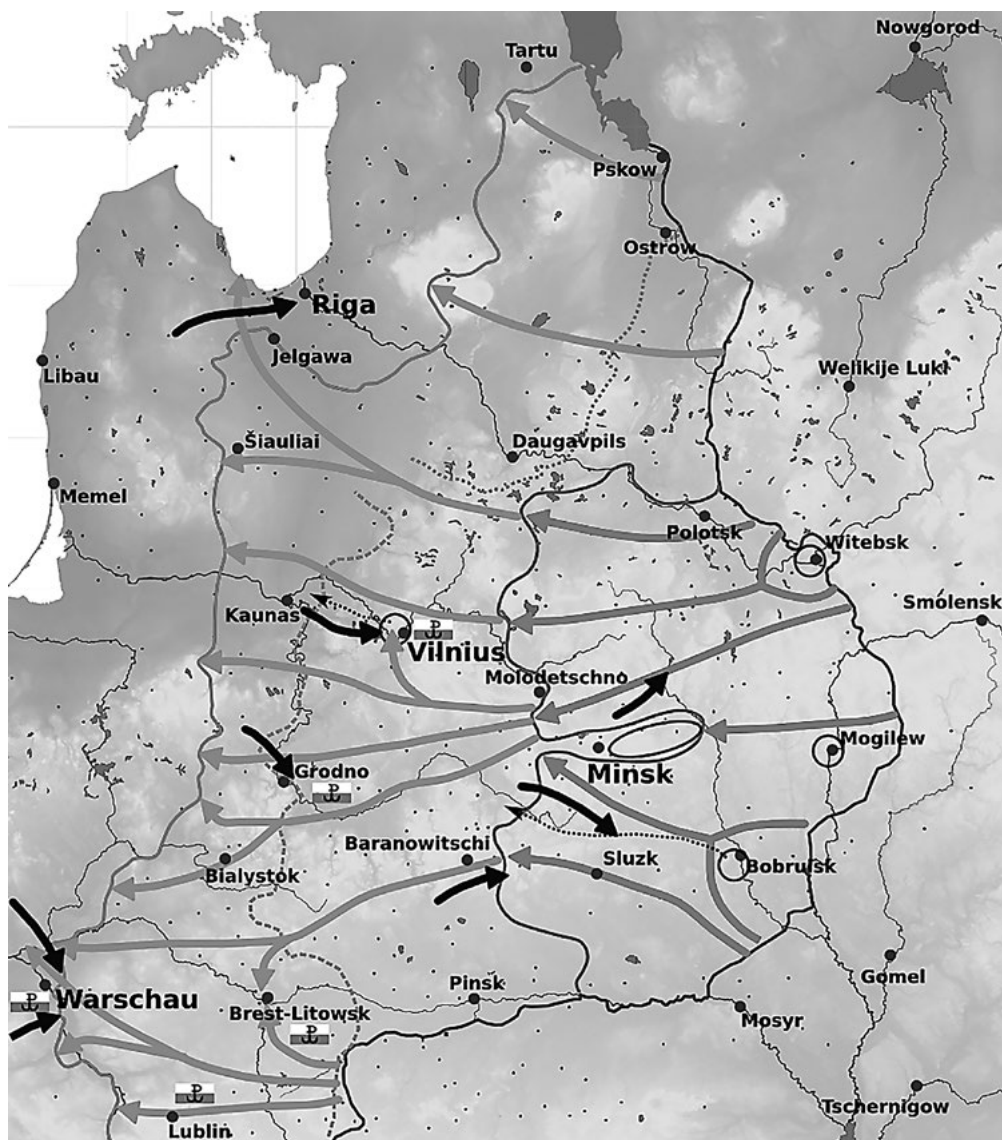 Nowgorod
Tartu
Pskow
Ostrow
Riga
Jelgawa
Libau
Welikije Luki
Šiauliai
Daugavpils
Memel
Polotsk
Witebsk
Kaunas
Smólensk
Vilnius
Molodetschno
Mogilew
Minsk
Grodno
Baranowitschi
Sluzk
Bobruisk
Bialystok
Gomel
Warschau
Pinsk
Brest-Litowsk
Mosyr
Tschernigow
Lublin